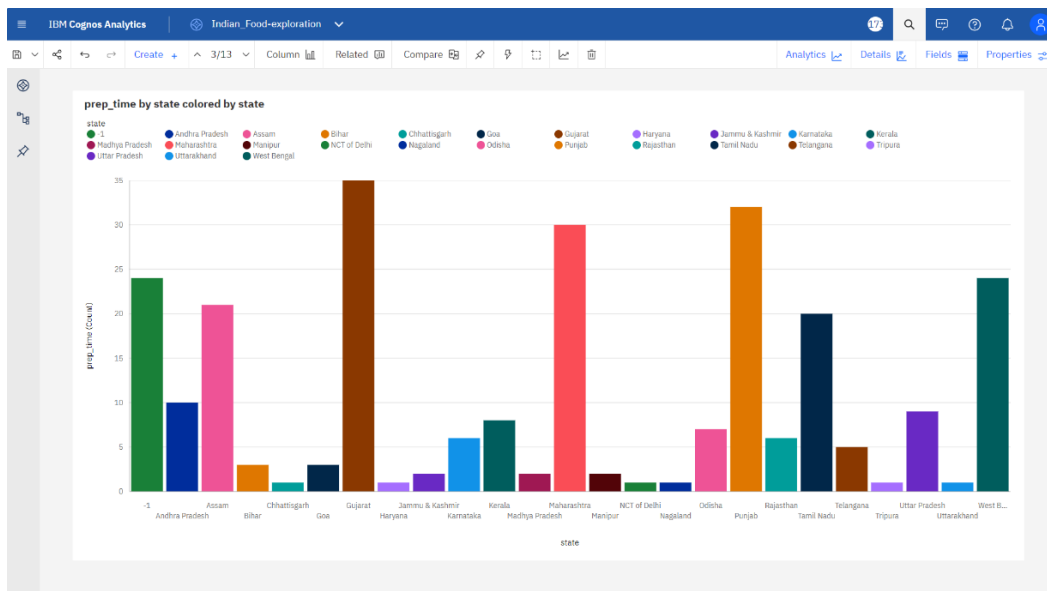 IBM Cognos Analytics Indian_Food-exploration 17:
Create + 3/13 Column Related Compare Analytics Details Fields Properties
prep_time by state colored by state
state
-1 Andhra Pradesh Assam Bihar Chhattisgarh Goa Gujarat Haryana Jammu & Kashmir Karnataka Kerala
Madhya Pradesh Maharashtra Manipur NCT of Delhi Nagaland Odisha Punjab Rajasthan Tamil Nadu Telangana Tripura
Uttar Pradesh Uttarakhand West Bengal
35
30
25
20
15
10
5
0
prep_time (Count)
-1 Assam Chhattisgarh Gujarat Jammu & Kashmir Kerala Maharashtra NCT of Delhi Odisha Rajasthan Telangana Uttar Pradesh West B...
Andhra Pradesh Bihar Goa Haryana Karnataka Madhya Pradesh Manipur Nagaland Punjab Tamil Nadu Tripura Uttarakhand
state